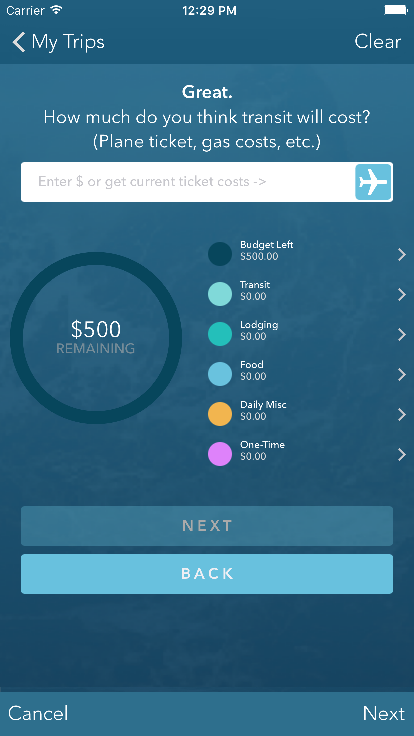 Carrier 12:29 PM
My Trips Clear
Great.
How much do you think transit will cost?
(Plane ticket, gas costs, etc.)
Enter $ or get current ticket costs ->
Budget Left
$500.00
Transit
$0.00
Lodging
$0.00
$500
REMAINING
Food
$0.00
Daily Misc
$0.00
One-Time
$0.00
NEXT
BACK
Cancel Next